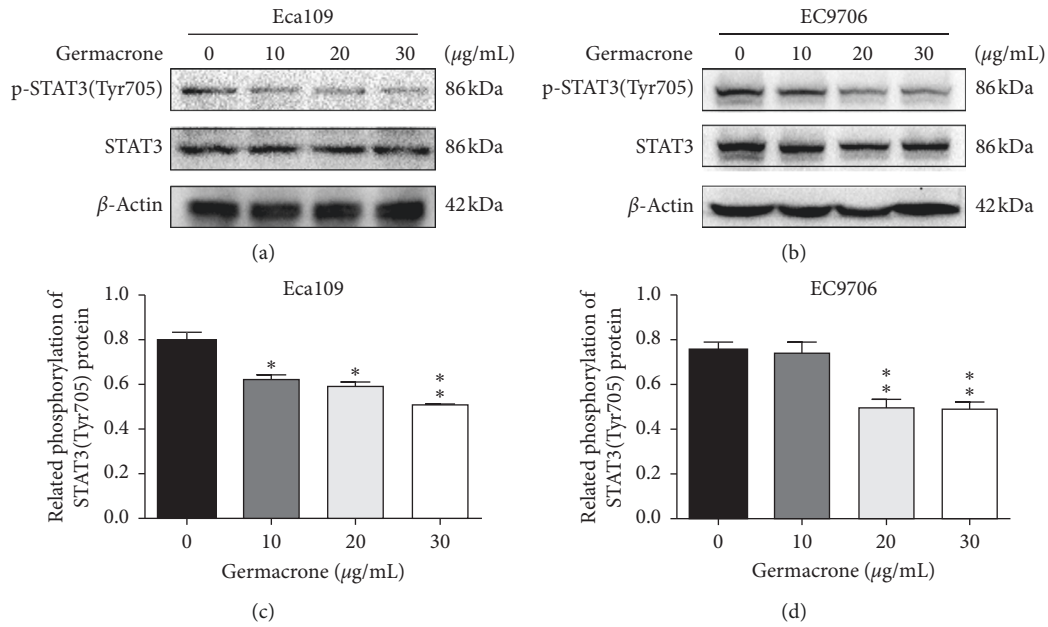 Eca109
Germacrone 0 10 20 30 (μg/mL)
p-STAT3(Tyr705) 86 kDa
STAT3 86 kDa
β-Actin 42 kDa
(a)
EC9706
Germacrone 0 10 20 30 (μg/mL)
p-STAT3(Tyr705) 86 kDa
STAT3 86 kDa
β-Actin 42 kDa
(b)
Eca109
Related phosphorylation of
STAT3(Tyr705) protein
1.0
0.8
0.6
0.4
0.2
0.0
* * **
0 10 20 30
Germacrone (μg/mL)
(c)
EC9706
Related phosphorylation of
STAT3(Tyr705) protein
1.0
0.8
0.6
0.4
0.2
0.0
** **
0 10 20 30
Germacrone (μg/mL)
(d)